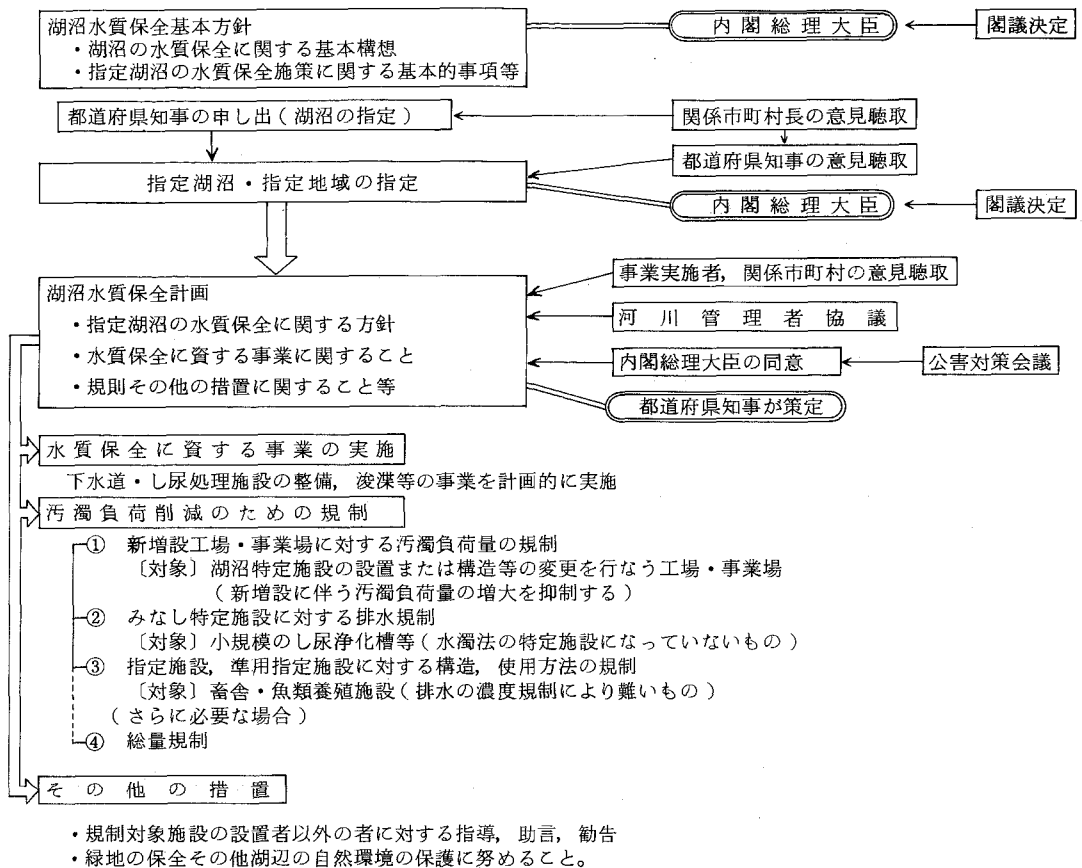 湖沼水質保全基本方針
・湖沼の水質保全に関する基本構想
・指定湖沼の水質保全施策に関する基本的事項等
内閣総理大臣
閣議決定
都道府県知事の申し出(湖沼の指定)
関係市町村長の意見聴取
都道府県知事の意見聴取
指定湖沼・指定地域の指定
内閣総理大臣
閣議決定
湖沼水質保全計画
・指定湖沼の水質保全に関する方針
・水質保全に資する事業に関すること
・規則その他の措置に関すること等
事業実施者,関係市町村の意見聴取
河川管理者協議
内閣総理大臣の同意
公害対策会議
都道府県知事が策定
水質保全に資する事業の実施
下水道・し尿処理施設の整備,浚渫等の事業を計画的に実施
汚濁負荷削減のための規制
① 新増設工場・事業場に対する汚濁負荷量の規制
〔対象〕湖沼特定施設の設置または構造等の変更を行なう工場・事業場
(新増設に伴う汚濁負荷量の増大を抑制する)
② みなし特定施設に対する排水規制
〔対象〕小規模のし尿浄化槽等(水濁法の特定施設になっていないもの)
③ 指定施設,準用指定施設に対する構造,使用方法の規制
〔対象〕畜舎・魚類養殖施設(排水の濃度規制により難いもの)
(さらに必要な場合)
④ 総量規制
その他の措置
・規制対象施設の設置者以外の者に対する指導,助言,勧告
・緑地の保全その他湖辺の自然環境の保護に努めること。